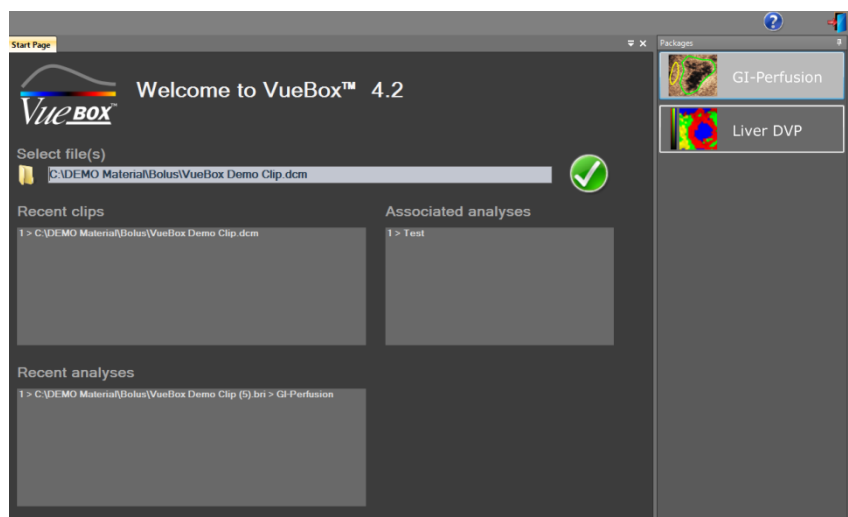 ?
Start Page
Packages
VUEBOX™
Welcome to VueBox™ 4.2
GI-Perfusion
Liver DVP
Select file(s)
C:\DEMO Material\Bolus\VueBox Demo Clip.dcm
Recent clips
1 > C:\DEMO Material\Bolus\VueBox Demo Clip.dcm
Associated analyses
1 > Test
Recent analyses
1 > C:\DEMO Material\Bolus\VueBox Demo Clip (5).bri > GI-Perfusion